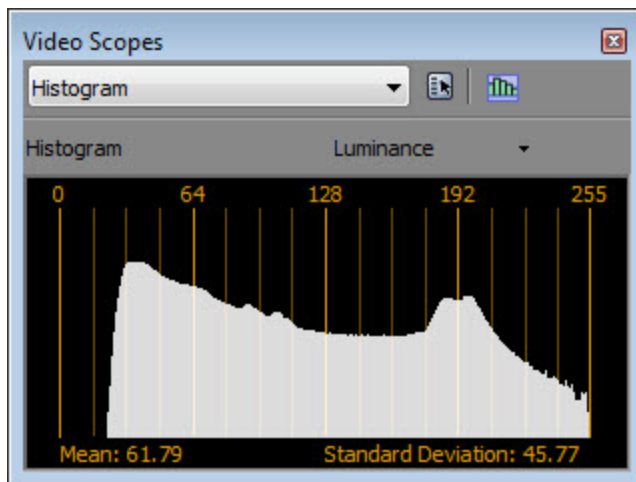 Video Scopes
Histogram
Histogram Luminance
0 64 128 192 255
Mean: 61.79 Standard Deviation: 45.77